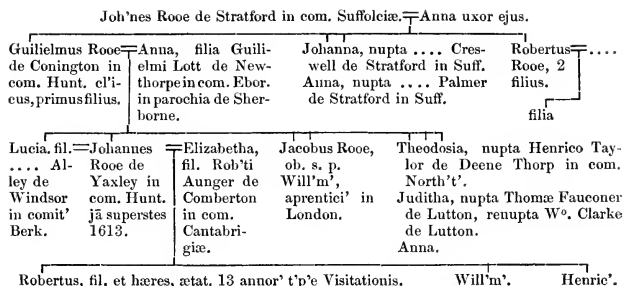 Joh'nes Rooe de Stratford in com. Suffolciæ.=Anna uxor ejus.
Guilielmus Rooe=Anna, filia Guili-
de Conington in elmi Lott de New-
com. Hunt. cl'i- thorpe in com. Ebor.
cus, primus filius. in parochia de Sher-
borne.
Johanna, nupta .... Cres-
well de Stratford in Suff.
Anna, nupta .... Palmer
de Stratford in Suff.
Robertus=....
Rooe, 2
filius.
filia
Lucia. fil.=Johannes
.... Al- Rooe de
ley de Yaxley in
Windsor com. Hunt.
in comit' jã superstes
Berk. 1613.
=Elizabetha,
fil. Rob'ti
Aunger de
Comberton
in com.
Cantabri-
giæ.
Jacobus Rooe,
ob. s. p.
Will'm',
aprentici' in
London.
Theodosia, nupta Henrico Tay-
lor de Deene Thorp in com.
North't'.
Juditha, nupta Thomæ Fauconer
de Lutton, renupta Wº. Clarke
de Lutton.
Anna.
Robertus, fil. et hæres, ætat. 13 annor' t'p'e Visitationis. Will'm'. Henric'.